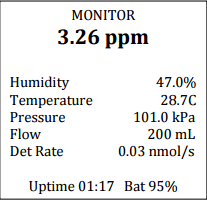 MONITOR
3.26 ppm
Humidity 47.0%
Temperature 28.7C
Pressure 101.0 kPa
Flow 200 mL
Det Rate 0.03 nmol/s
Uptime 01:17 Bat 95%